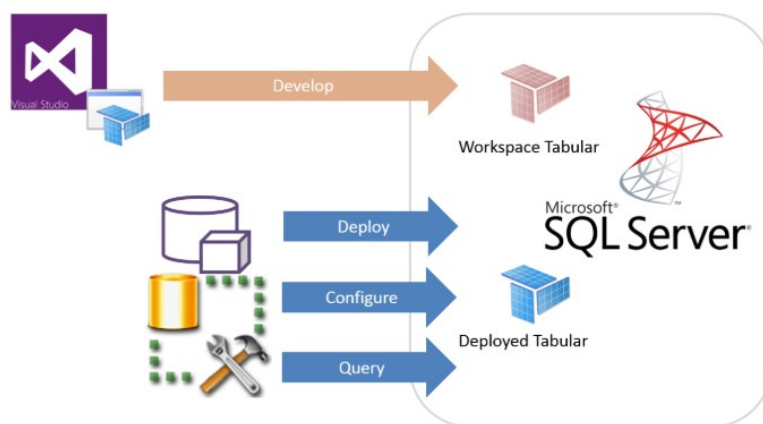 Visual Studio
Develop
Workspace Tabular
Microsoft®
SQL Server®
Deploy
Configure
Deployed Tabular
Query